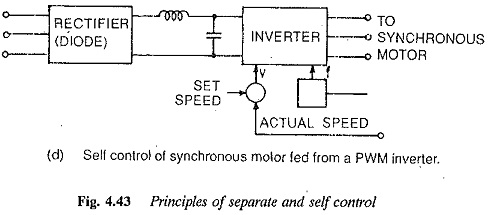 RECTIFIER
(DIODE)
INVERTER
TO
SYNCHRONOUS
MOTOR
V
f
SET
SPEED
ACTUAL SPEED
(d) Self control of synchronous motor fed from a PWM inverter.
Fig. 4.43 Principles of separate and self control